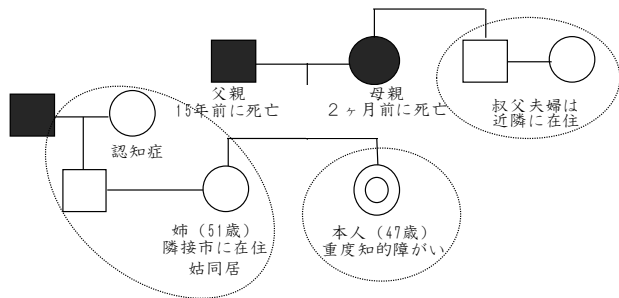 父親
15年前に死亡
母親
2ヶ月前に死亡
叔父夫婦は
近隣に在住
認知症
姉（51歳）
隣接市に在住
姑同居
本人（47歳）
重度知的障がい